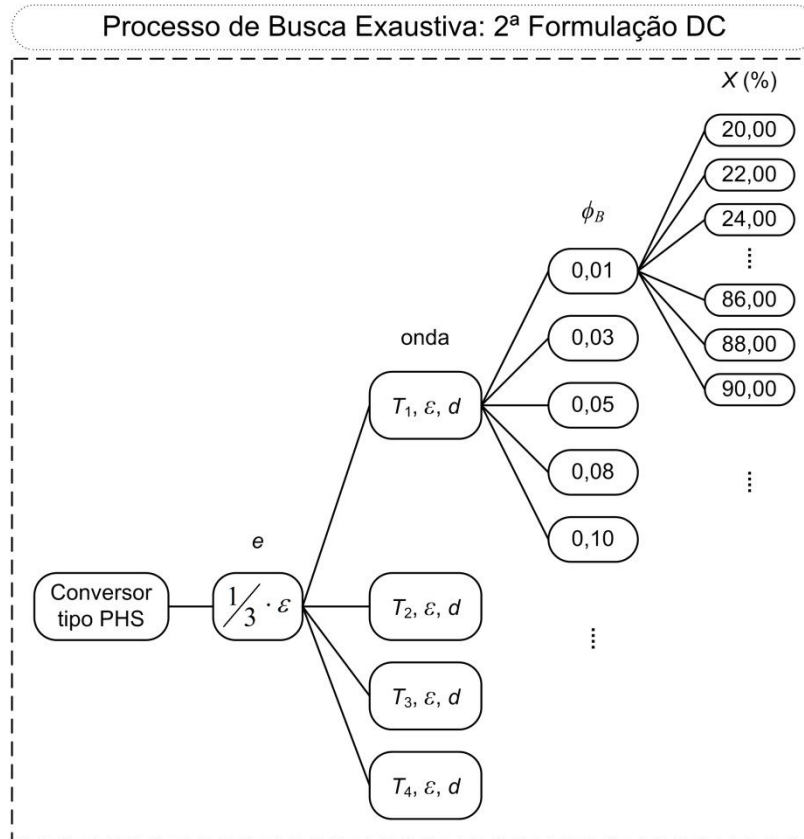 Processo de Busca Exaustiva: 2ª Formulação DC
X (%)
20,00
22,00
24,00
86,00
88,00
90,00
ϕB
0,01
0,03
0,05
0,08
0,10
onda
T1, ε, d
T2, ε, d
T3, ε, d
T4, ε, d
e
1/3 · ε
Conversor
tipo PHS